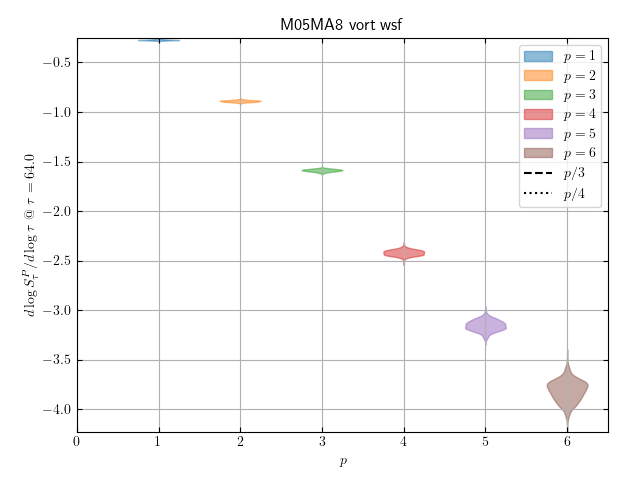 M05MA8 vort wsf
d log S_τ^P / d log τ @ τ = 64.0
−0.5
−1.0
−1.5
−2.0
−2.5
−3.0
−3.5
−4.0
p = 1
p = 2
p = 3
p = 4
p = 5
p = 6
p/3
p/4
0 1 2 3 4 5 6
p